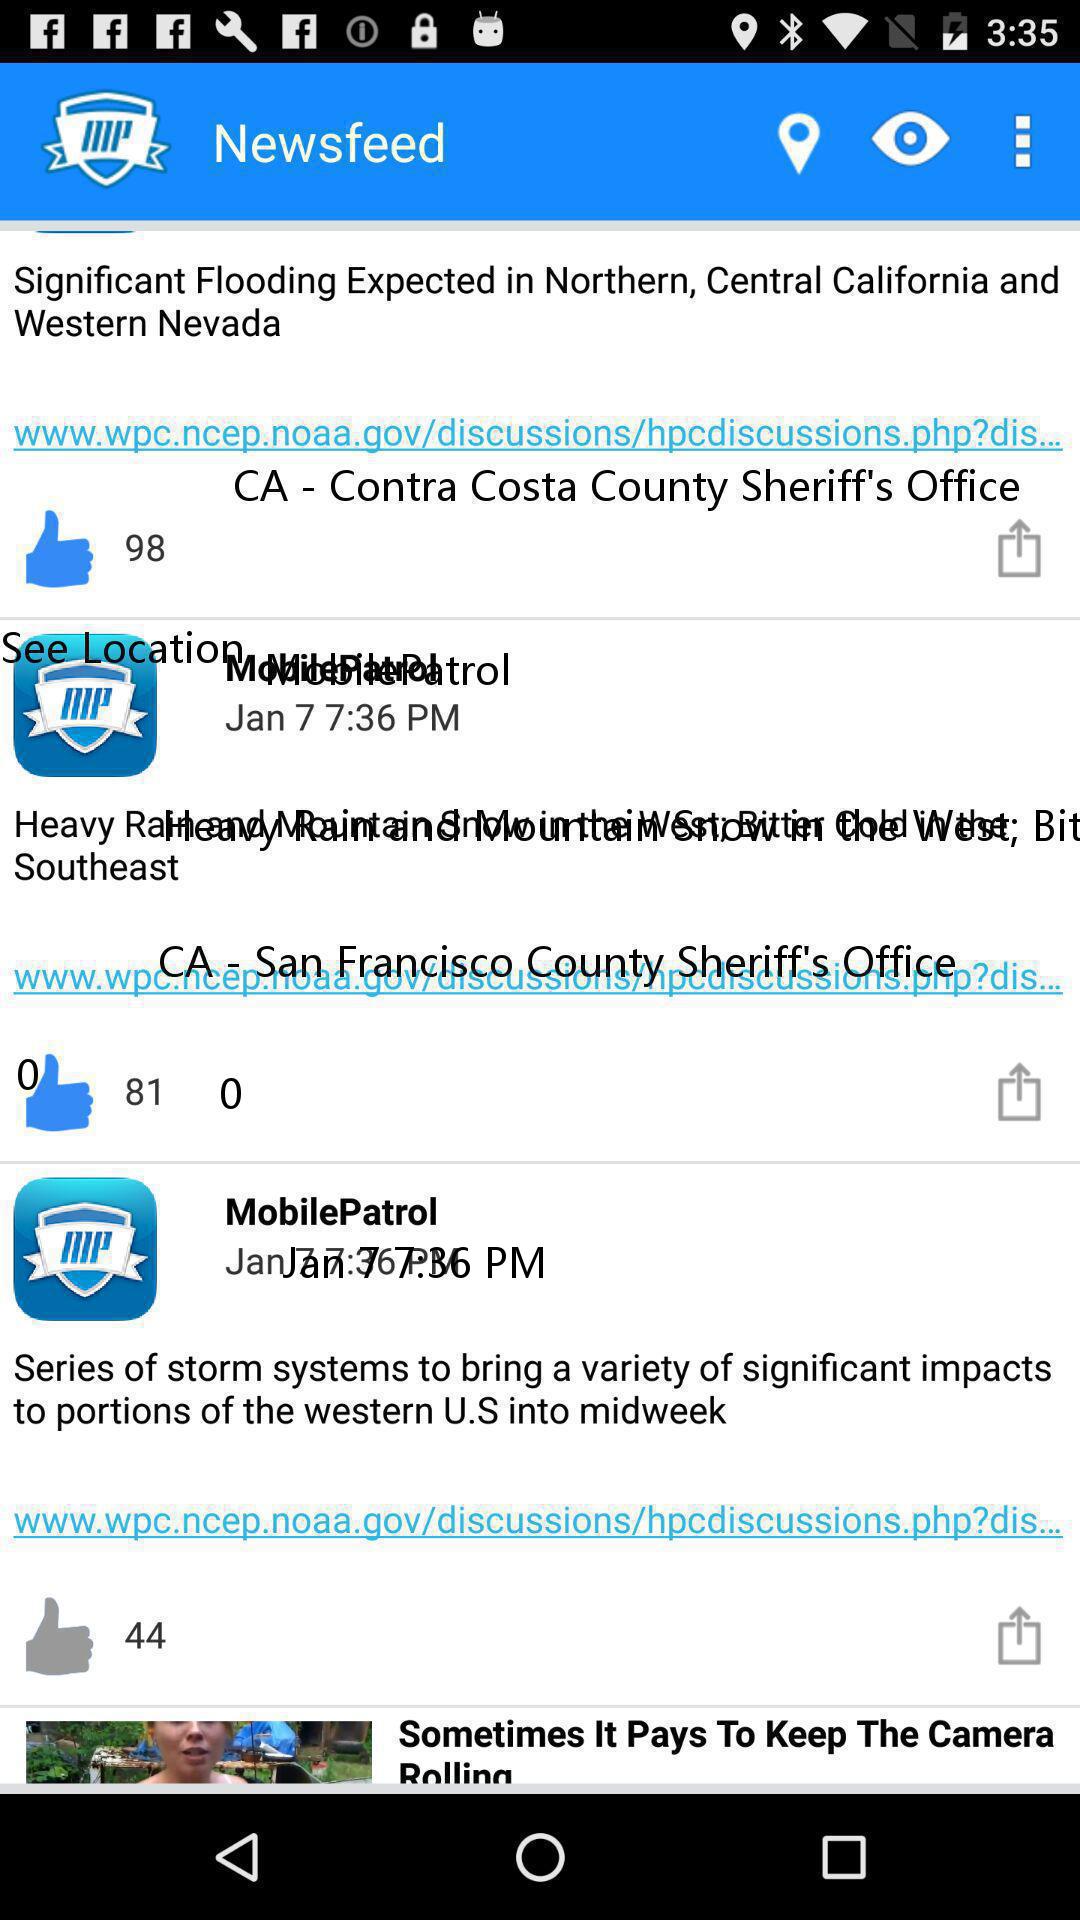 3:35
MP
Newsfeed
Significant Flooding Expected in Northern, Central California and
Western Nevada
www.wpc.ncep.noaa.gov/discussions/hpcdiscussions.php?dis...
CA - Contra Costa County Sheriff's Office
98
See Location
MP
MobilePatrol
MobilePatrol
Jan 7 7:36 PM
Heavy Rain and Mountain Snow in the West; Bitter Cold in the
Heavy Rain and Mountain Snow in the West; Bit
Southeast
CA - San Francisco County Sheriff's Office
www.wpc.ncep.noaa.gov/discussions/hpcdiscussions.php?dis...
0
81
0
MP
MobilePatrol
Jan 7 7:36 PM
Jan 7 7:36 PM
Series of storm systems to bring a variety of significant impacts
to portions of the western U.S into midweek
www.wpc.ncep.noaa.gov/discussions/hpcdiscussions.php?dis...
44
Sometimes It Pays To Keep The Camera
Rolling